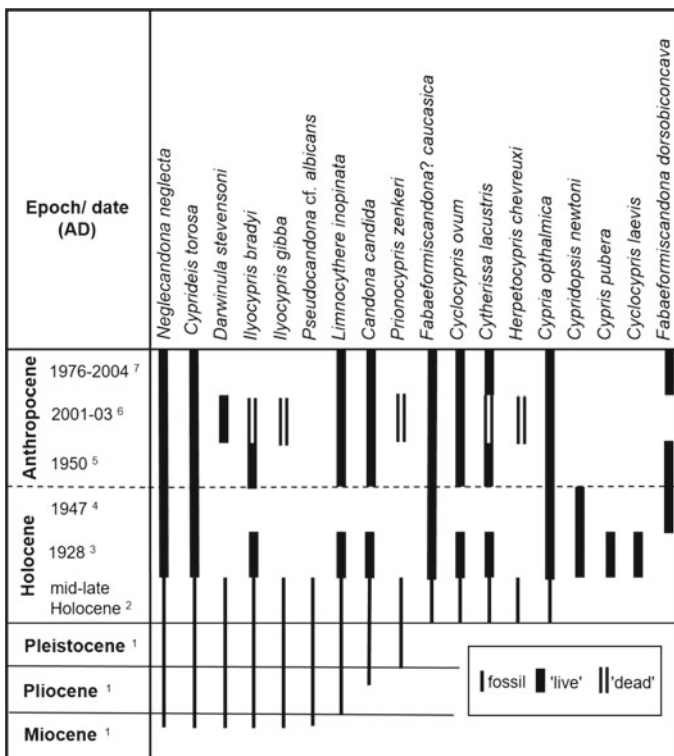 Epoch/ date
(AD)
Neglecandona neglecta
Cyprideis torosa
Darwinula stevensoni
Ilyocypris bradyi
Ilyocypris gibba
Pseudocandona cf. albicans
Limnocythere inopinata
Candona candida
Prionocypris zenkeri
Fabaeformiscandona? caucasica
Cyclocypris ovum
Cytherissa lacustris
Herpetocypris chevreuxi
Cypria opthalmica
Cypridopsis newtoni
Cypris pubera
Cyclocypris laevis
Fabaeformiscandona dorsobiconcava
Anthropocene
1976-2004 7
2001-03 6
1950 5
Holocene
1947 4
1928 3
mid-late
Holocene 2
Pleistocene 1
Pliocene 1
Miocene 1
fossil 'live' 'dead'